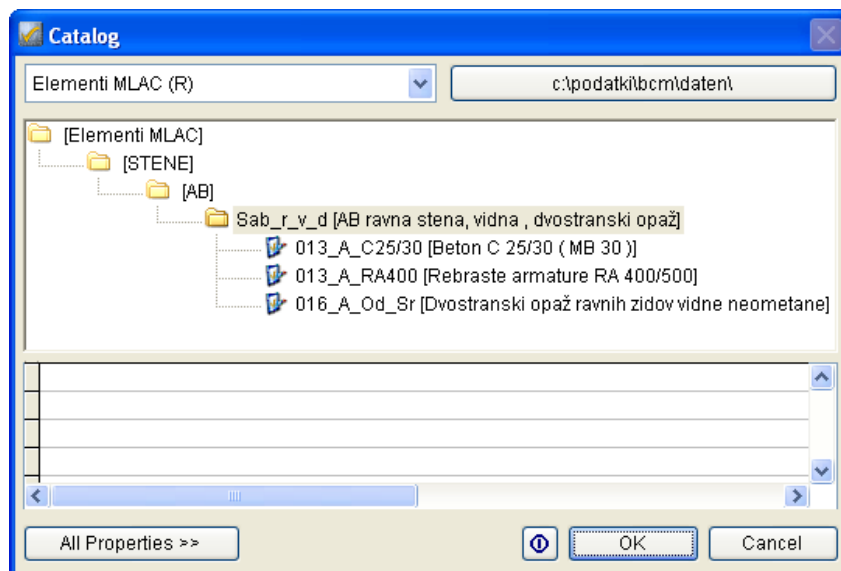 Catalog
Elementi MLAC (R)
c:\podatki\bcm\daten\
[Elementi MLAC]
[STENE]
[AB]
Sab_r_v_d [AB ravna stena, vidna , dvostranski opaž]
013_A_C25/30 [Beton C 25/30 ( MB 30 )]
013_A_RA400 [Rebraste armature RA 400/500]
016_A_Od_Sr [Dvostranski opaž ravnih zidov vidne neometane]
All Properties >>
OK
Cancel